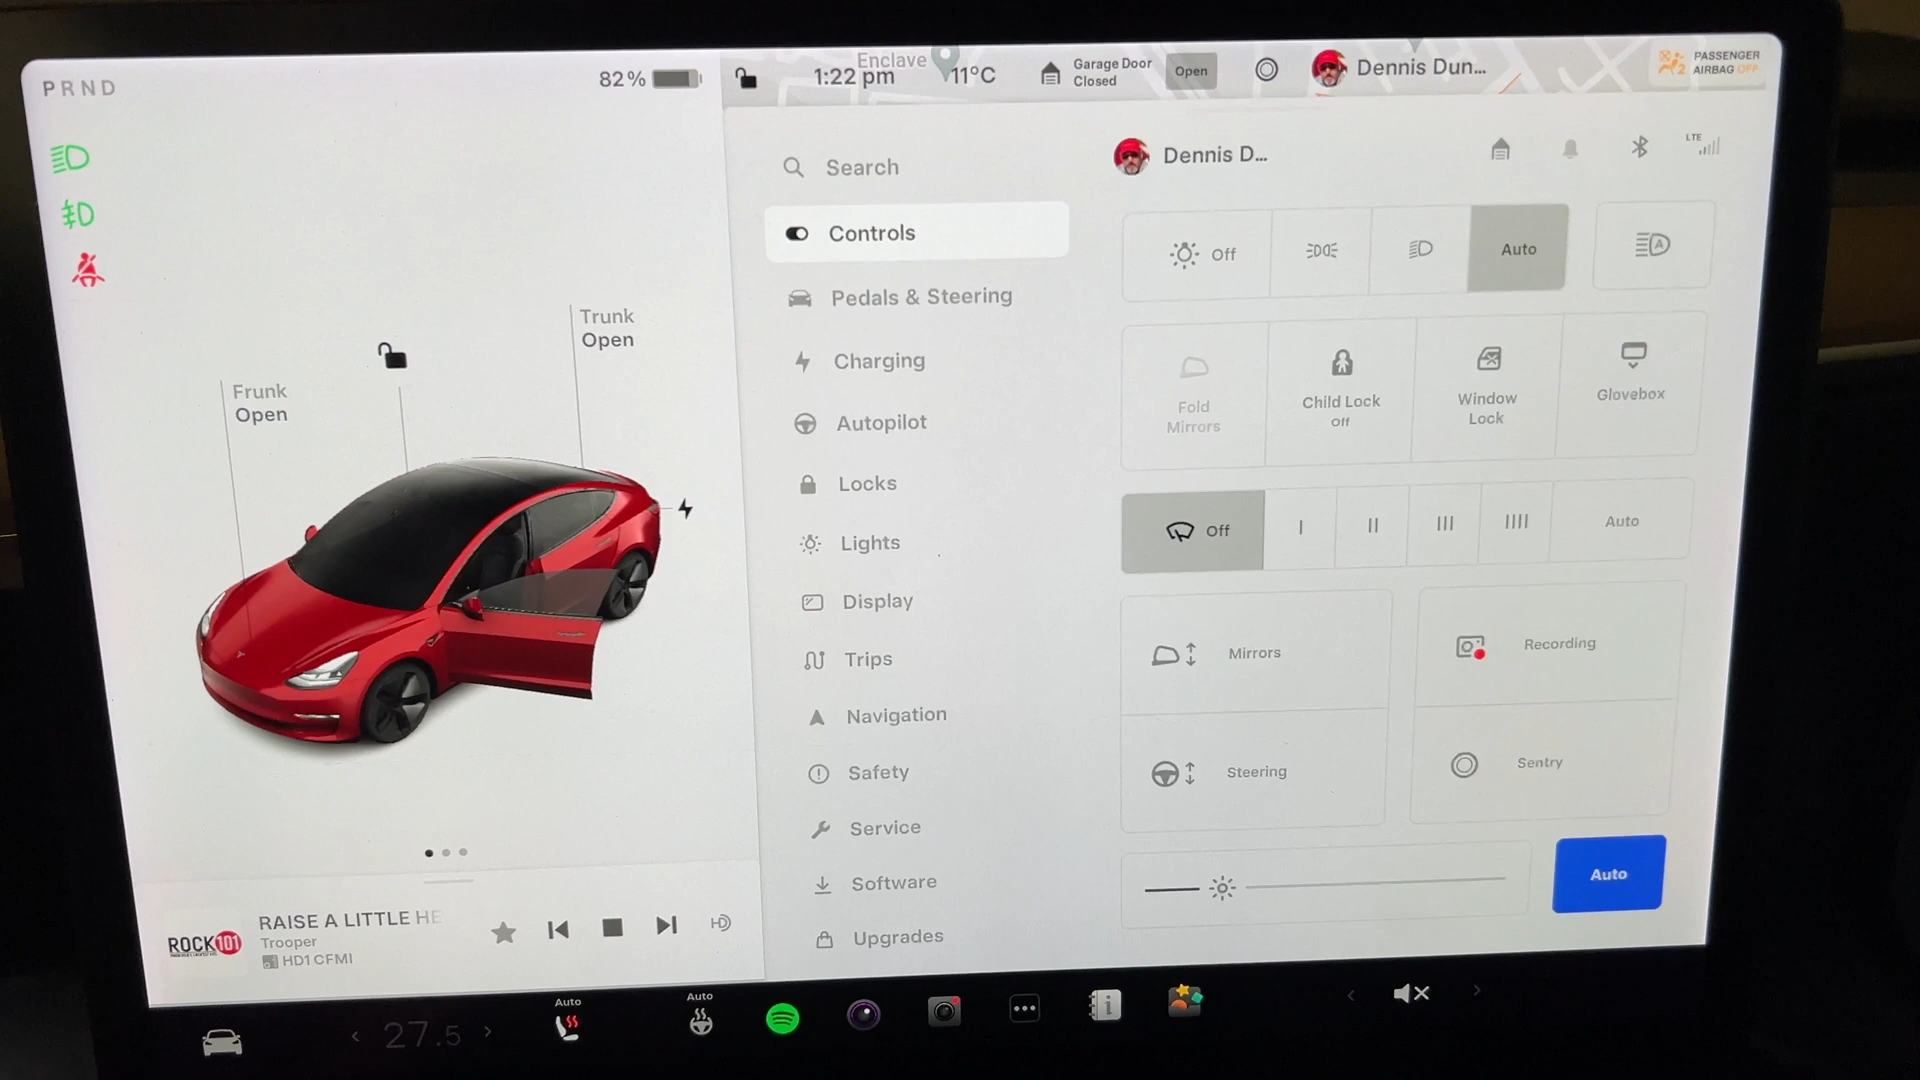 PRND
82%
Enclave
1:22 pm
11°C
Garage Door
Closed
Open
Dennis Dun...
PASSENGER
AIRBAG OFF
Trunk
Open
Frunk
Open
Search
Controls
Pedals & Steering
Charging
Autopilot
Locks
Lights
Display
Trips
Navigation
Safety
Service
Software
Upgrades
Dennis D...
LTE
Off
Auto
A
Fold
Mirrors
Child Lock
Off
Window
Lock
Glovebox
Off
I
II
III
IIII
Auto
Mirrors
Recording
Steering
Sentry
Auto
ROCK101
RAISE A LITTLE HE
Trooper
HD1 CFMI
HD
27.5
Auto
Auto